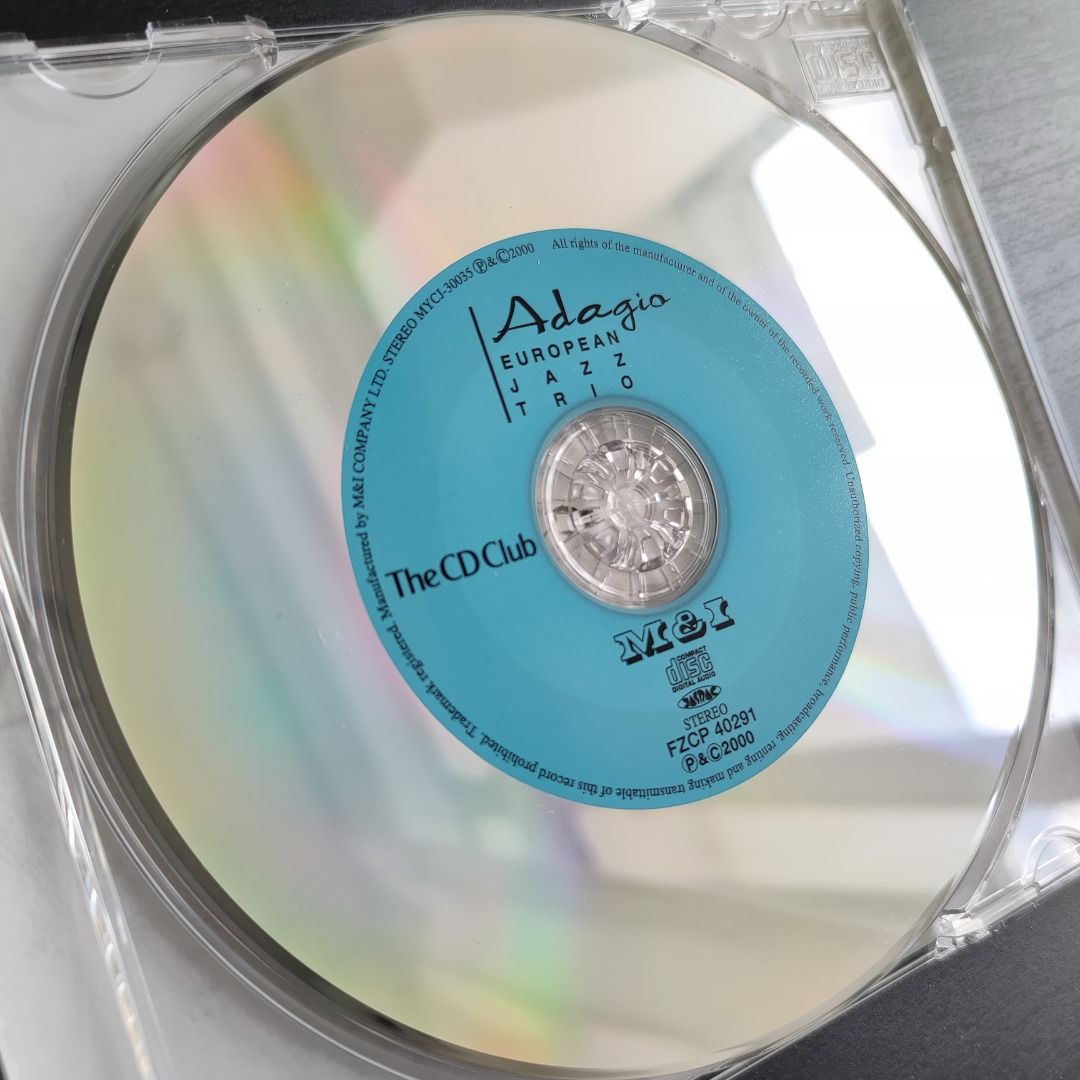 Adagio
EUROPEAN
JAZZ
TRIO
The CD Club
M&I
COMPACT
disc
DIGITAL AUDIO
JASRAC
STEREO
FZCP 40291
Ⓟ&©2000
All rights of the manufacturer and of the owner of the recorded work reserved. Unauthorized copying, public performance, broadcasting, renting and making transmittable of this record prohibited. Trademark registered. Manufactured by M&I COMPANY LTD. STEREO MYCJ-30035 Ⓟ&©2000
disc